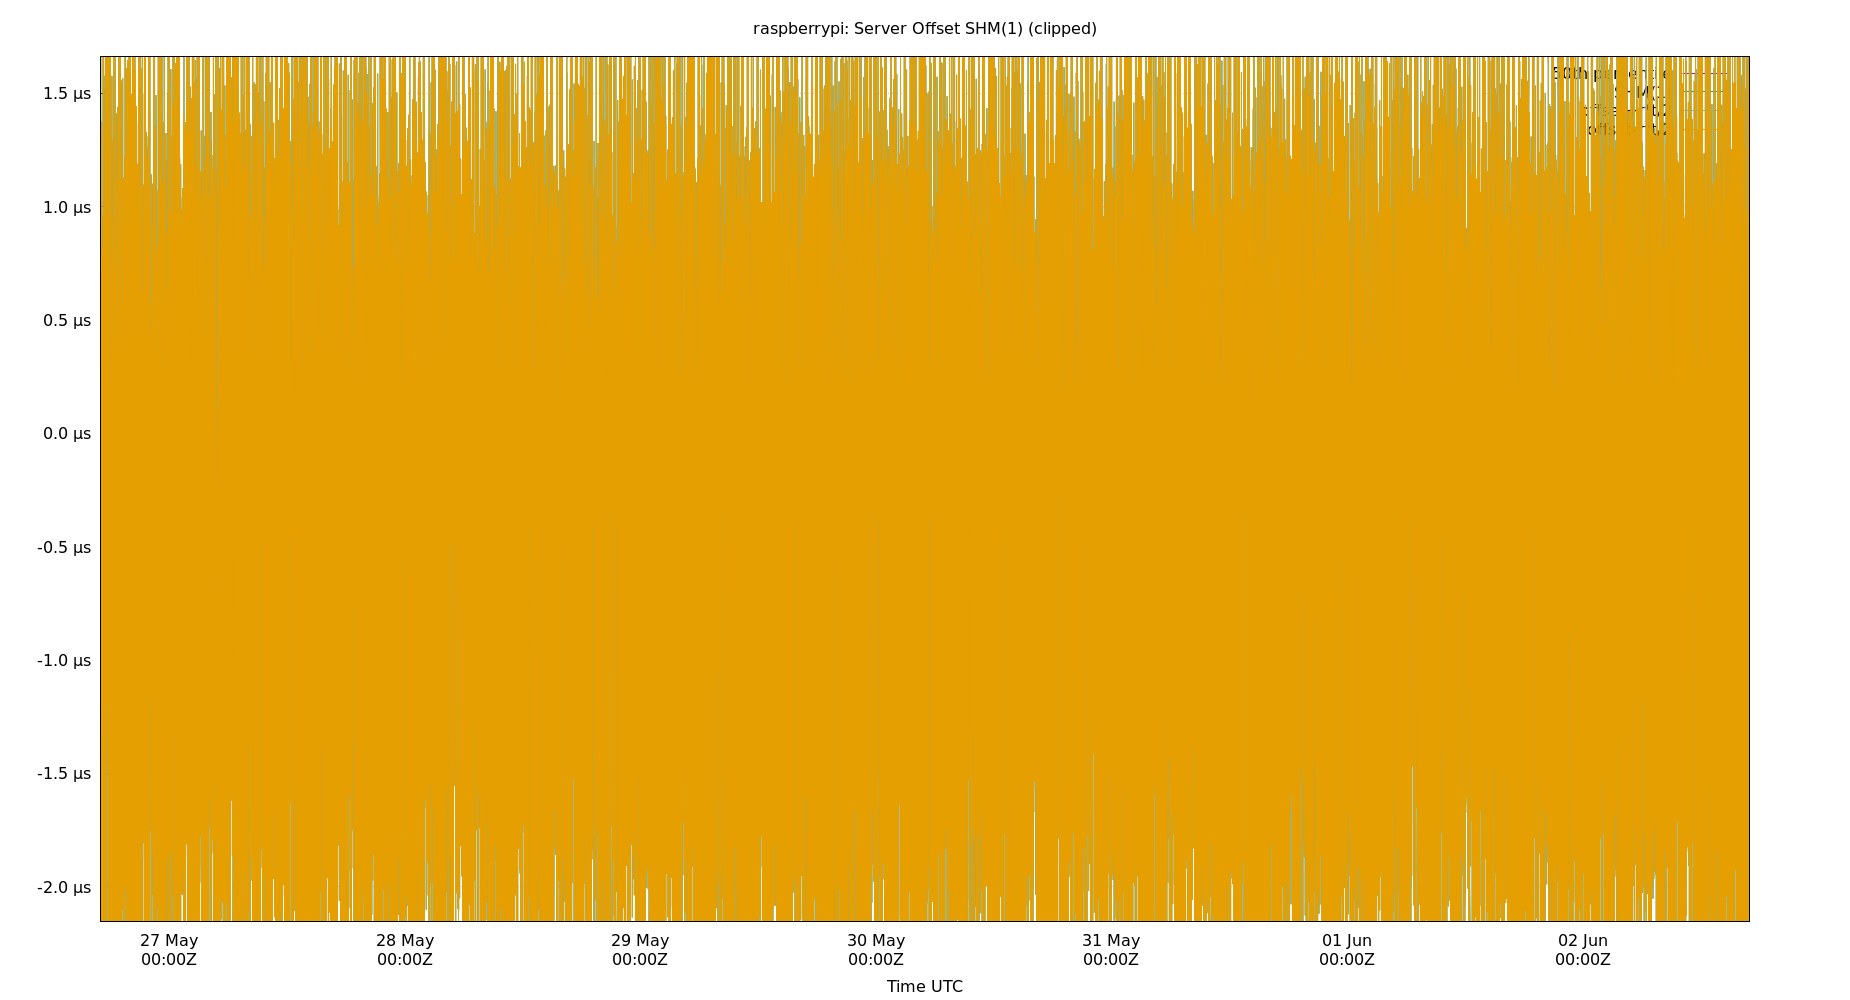 raspberrypi: Server Offset SHM(1) (clipped)
1.5 µs
1.0 µs
0.5 µs
0.0 µs
-0.5 µs
-1.0 µs
-1.5 µs
-2.0 µs
27 May
00:00Z
28 May
00:00Z
29 May
00:00Z
30 May
00:00Z
31 May
00:00Z
01 Jun
00:00Z
02 Jun
00:00Z
Time UTC